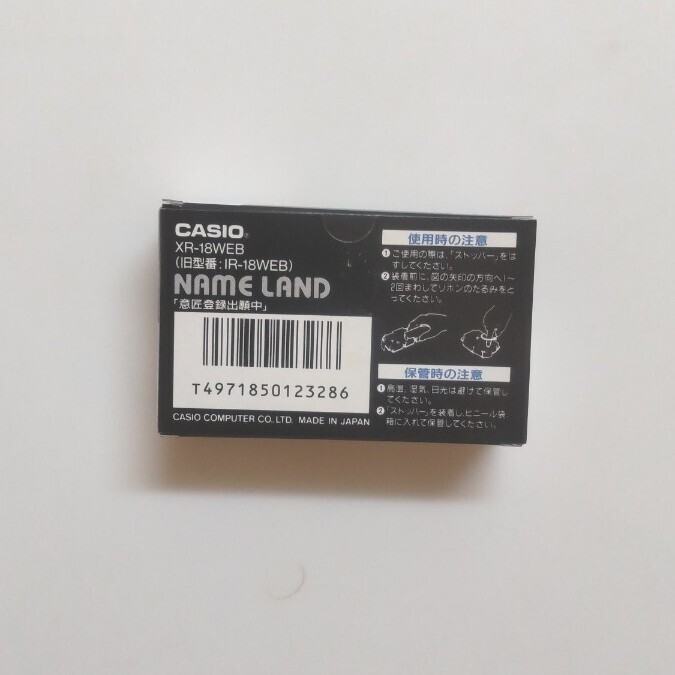 CASIO®
XR-18WEB
(旧型番:IR-18WEB)
NAME LAND
「意匠登録出願中」
T4971850123286
CASIO COMPUTER CO.,LTD. MADE IN JAPAN
使用時の注意
❶ご使用の際は、「ストッパー」をは
ずしてください。
❷装着前に、図の矢印の方向へ1〜
2回まわしてリボンのたるみをと
ってください。
保管時の注意
❶高温、湿気、日光は避けて保管し
てください。
❷「ストッパー」を装着し、ビニール袋
箱に入れて保管してください。